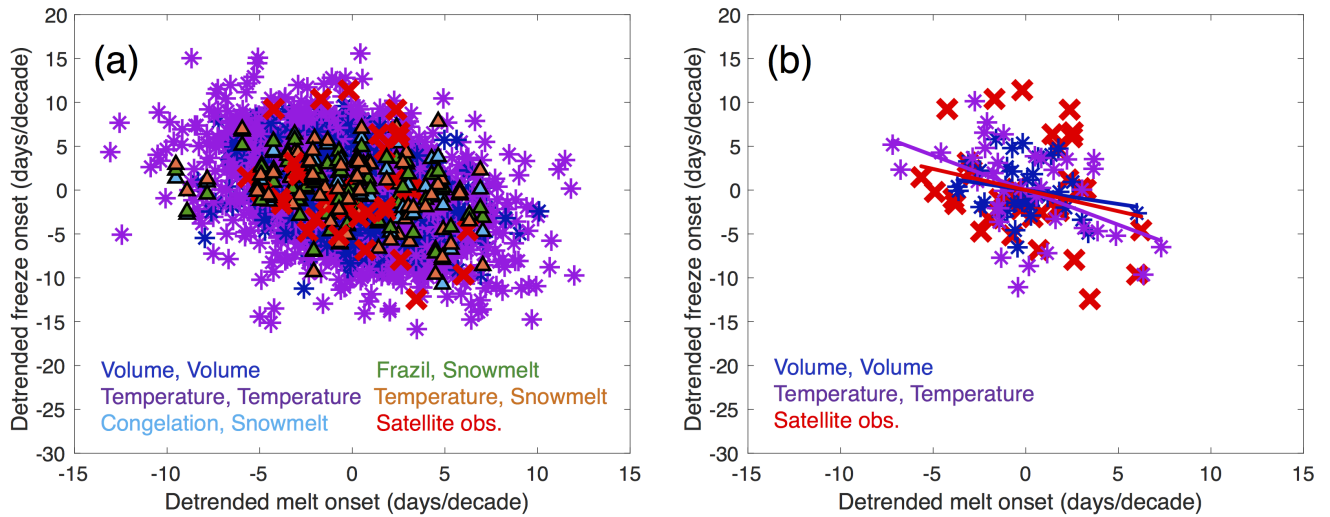 (a)
Detrended freeze onset (days/decade)
20
15
10
5
0
-5
-10
-15
-20
-25
-30
Volume, Volume
Frazil, Snowmelt
Temperature, Temperature
Temperature, Snowmelt
Congelation, Snowmelt
Satellite obs.
-15
-10
-5
0
5
10
15
Detrended melt onset (days/decade)
(b)
Detrended freeze onset (days/decade)
20
15
10
5
0
-5
-10
-15
-20
-25
-30
Volume, Volume
Temperature, Temperature
Satellite obs.
-15
-10
-5
0
5
10
15
Detrended melt onset (days/decade)